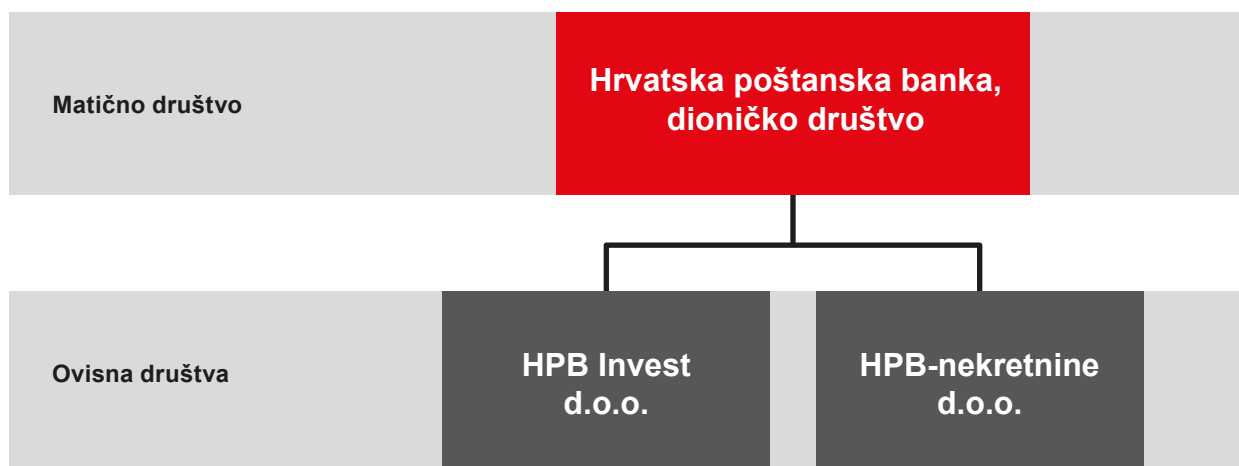 Matično društvo
Hrvatska poštanska banka,
dioničko društvo
Ovisna društva
HPB Invest
d.o.o.
HPB-nekretnine
d.o.o.